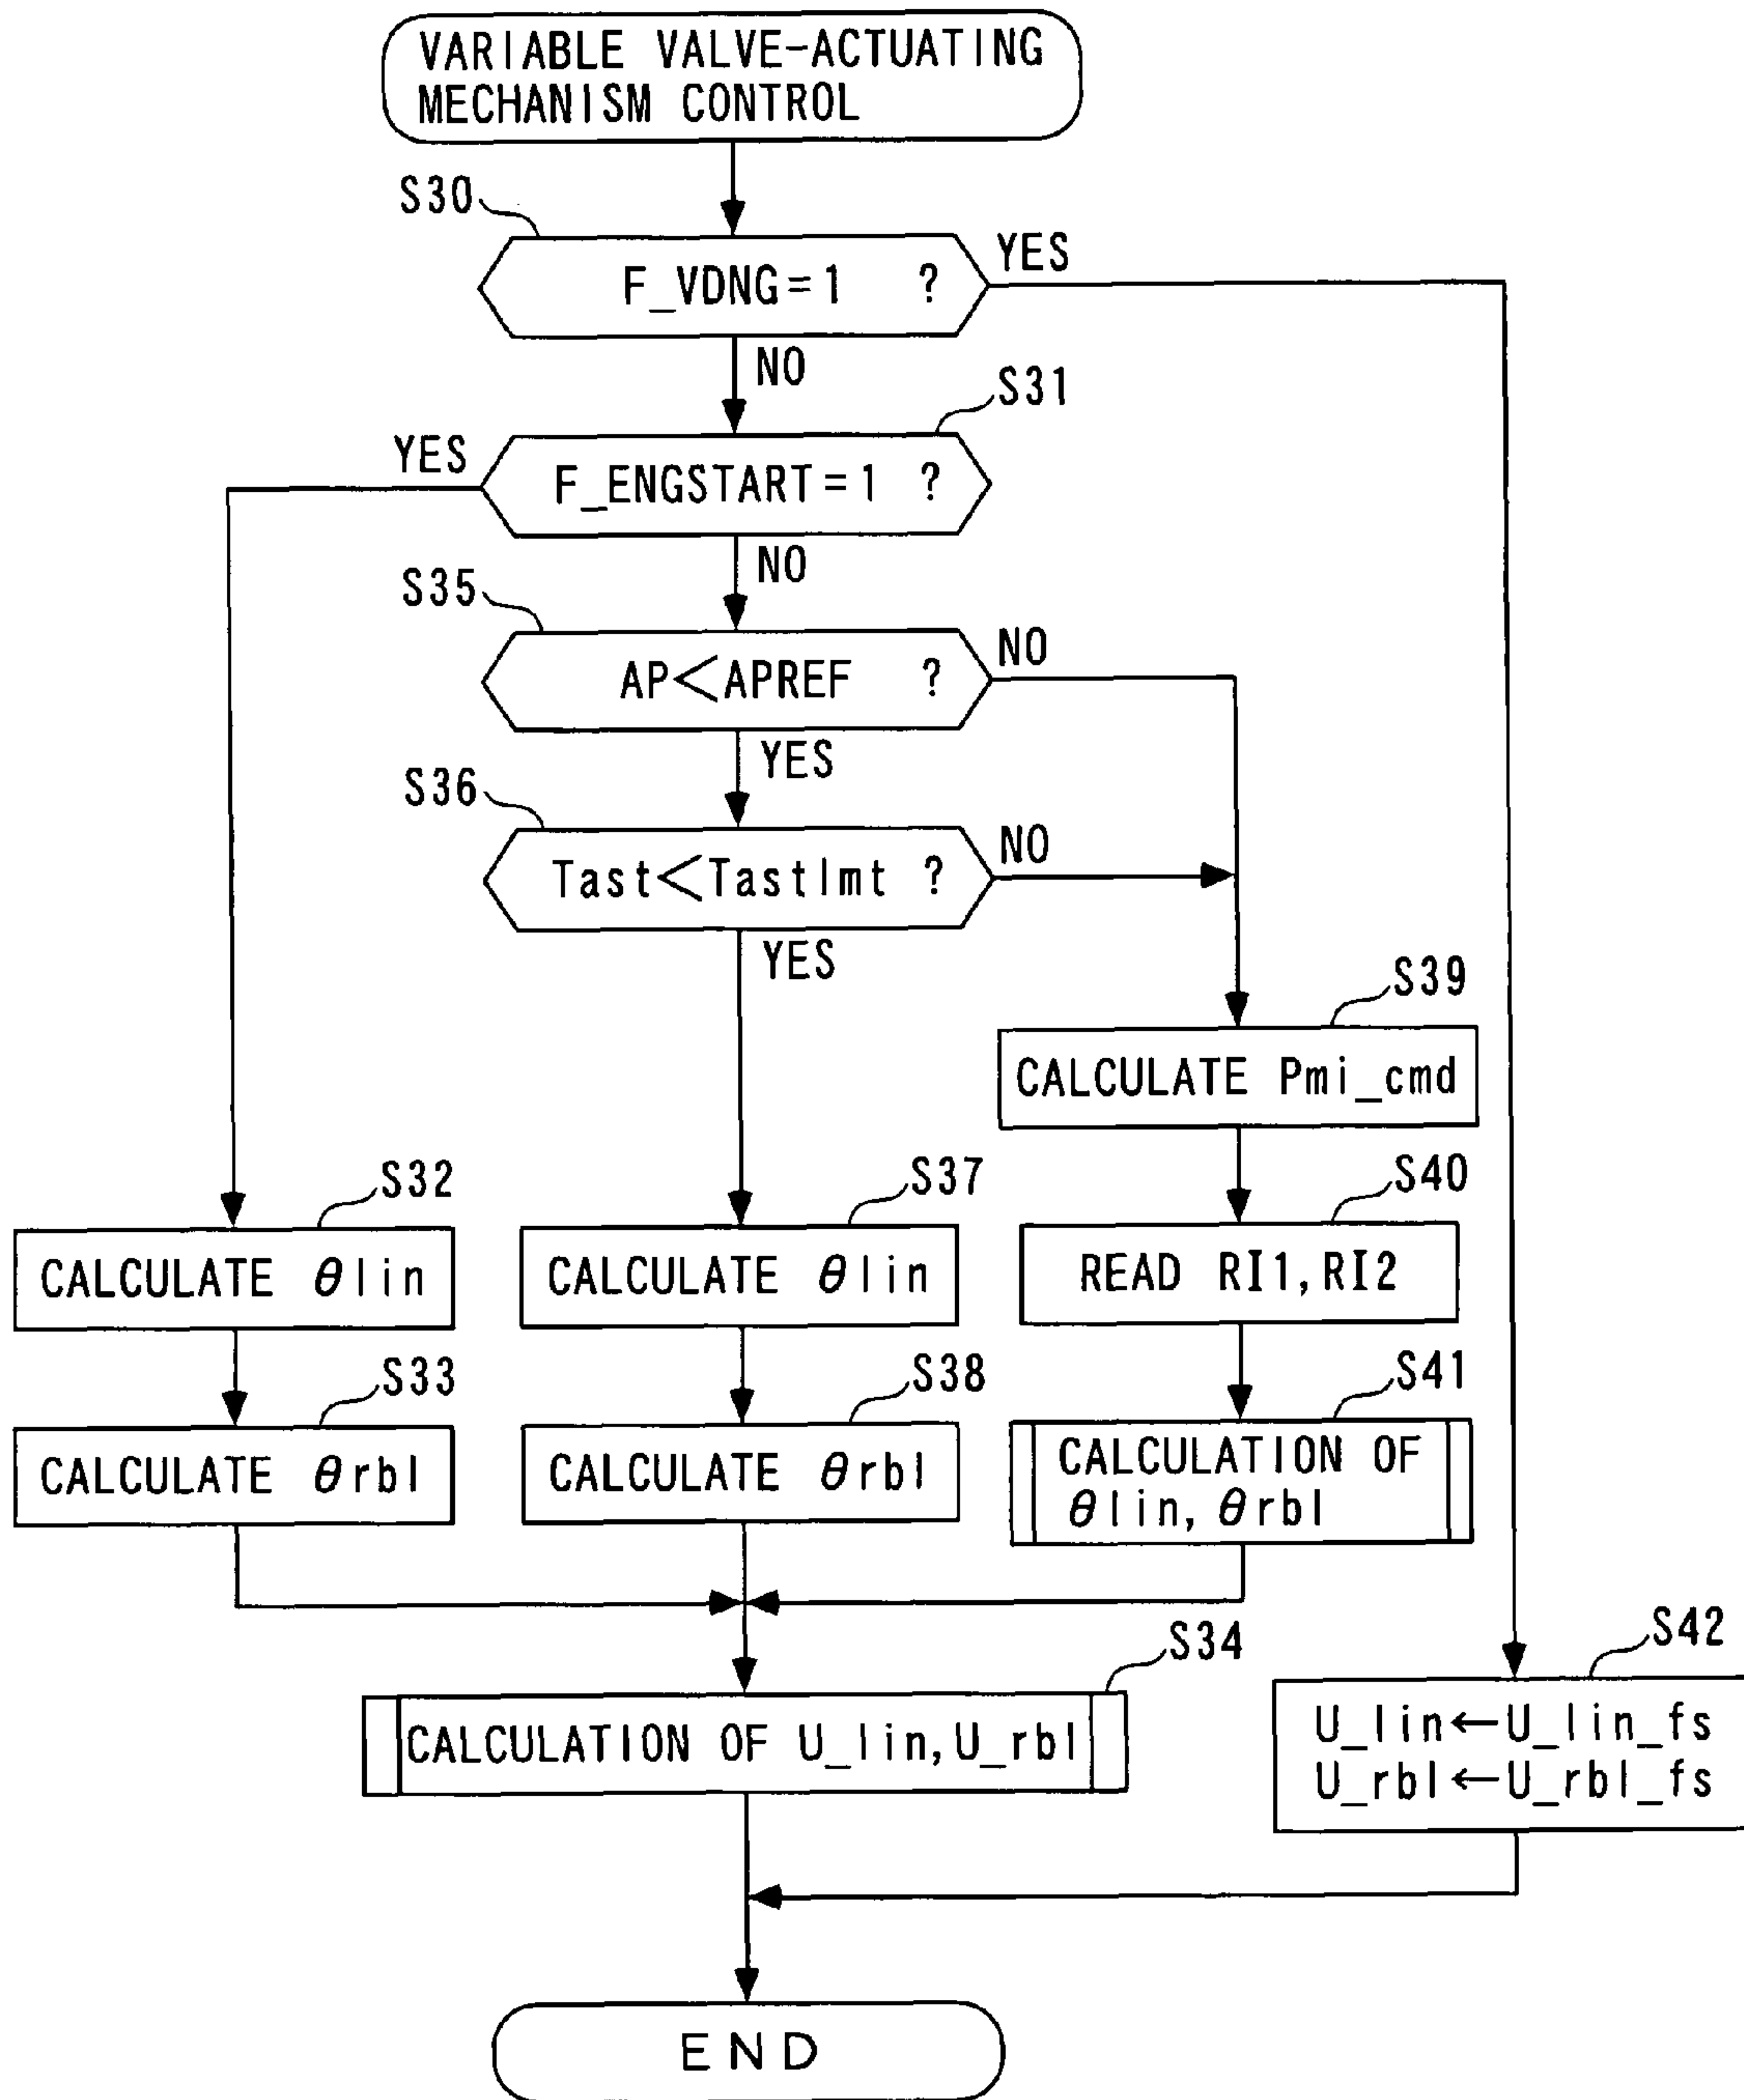 VARIABLE VALVE-ACTUATING
MECHANISM CONTROL
S30
F_VDNG=1 ?
YES
NO
S31
YES
F_ENGSTART=1 ?
NO
S35
AP<APREF ?
NO
YES
S36
Tast<Tastlmt ?
NO
YES
S39
CALCULATE Pmi_cmd
S32
S37
S40
CALCULATE θlin
CALCULATE θlin
READ RI1,RI2
S33
S38
S41
CALCULATE θrbl
CALCULATE θrbl
CALCULATION OF
θlin, θrbl
S34
S42
CALCULATION OF U_lin,U_rbl
U_lin←U_lin_fs
U_rbl←U_rbl_fs
END